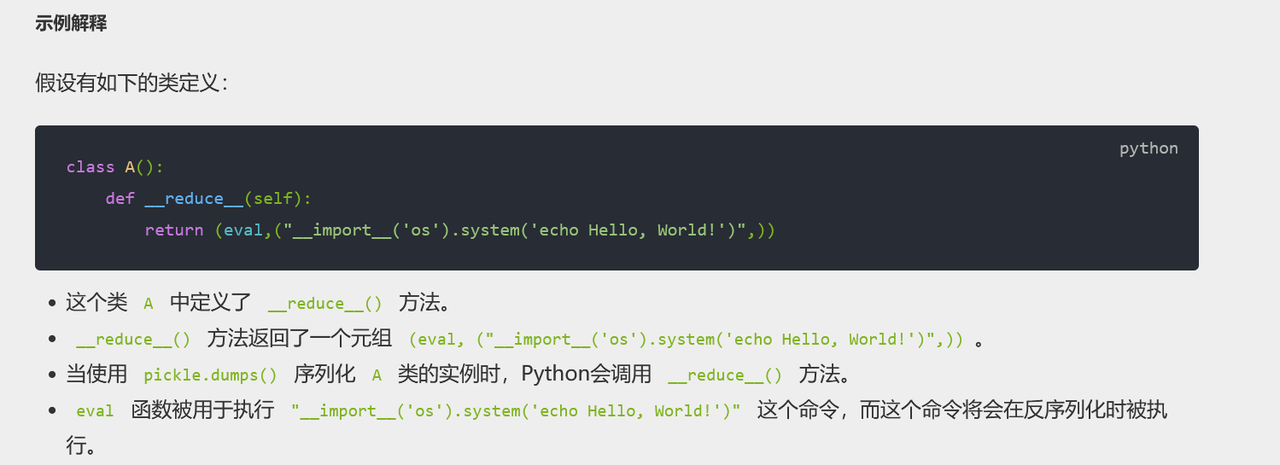 示例解释
假设有如下的类定义：
python
class A():
    def __reduce__(self):
        return (eval,("__import__('os').system('echo Hello, World!')",))
• 这个类 A 中定义了 __reduce__() 方法。
• __reduce__() 方法返回了一个元组 (eval, ("__import__('os').system('echo Hello, World!')",)) 。
• 当使用 pickle.dumps() 序列化 A 类的实例时，Python会调用 __reduce__() 方法。
• eval 函数被用于执行 "__import__('os').system('echo Hello, World!')" 这个命令，而这个命令将会在反序列化时被执
行。